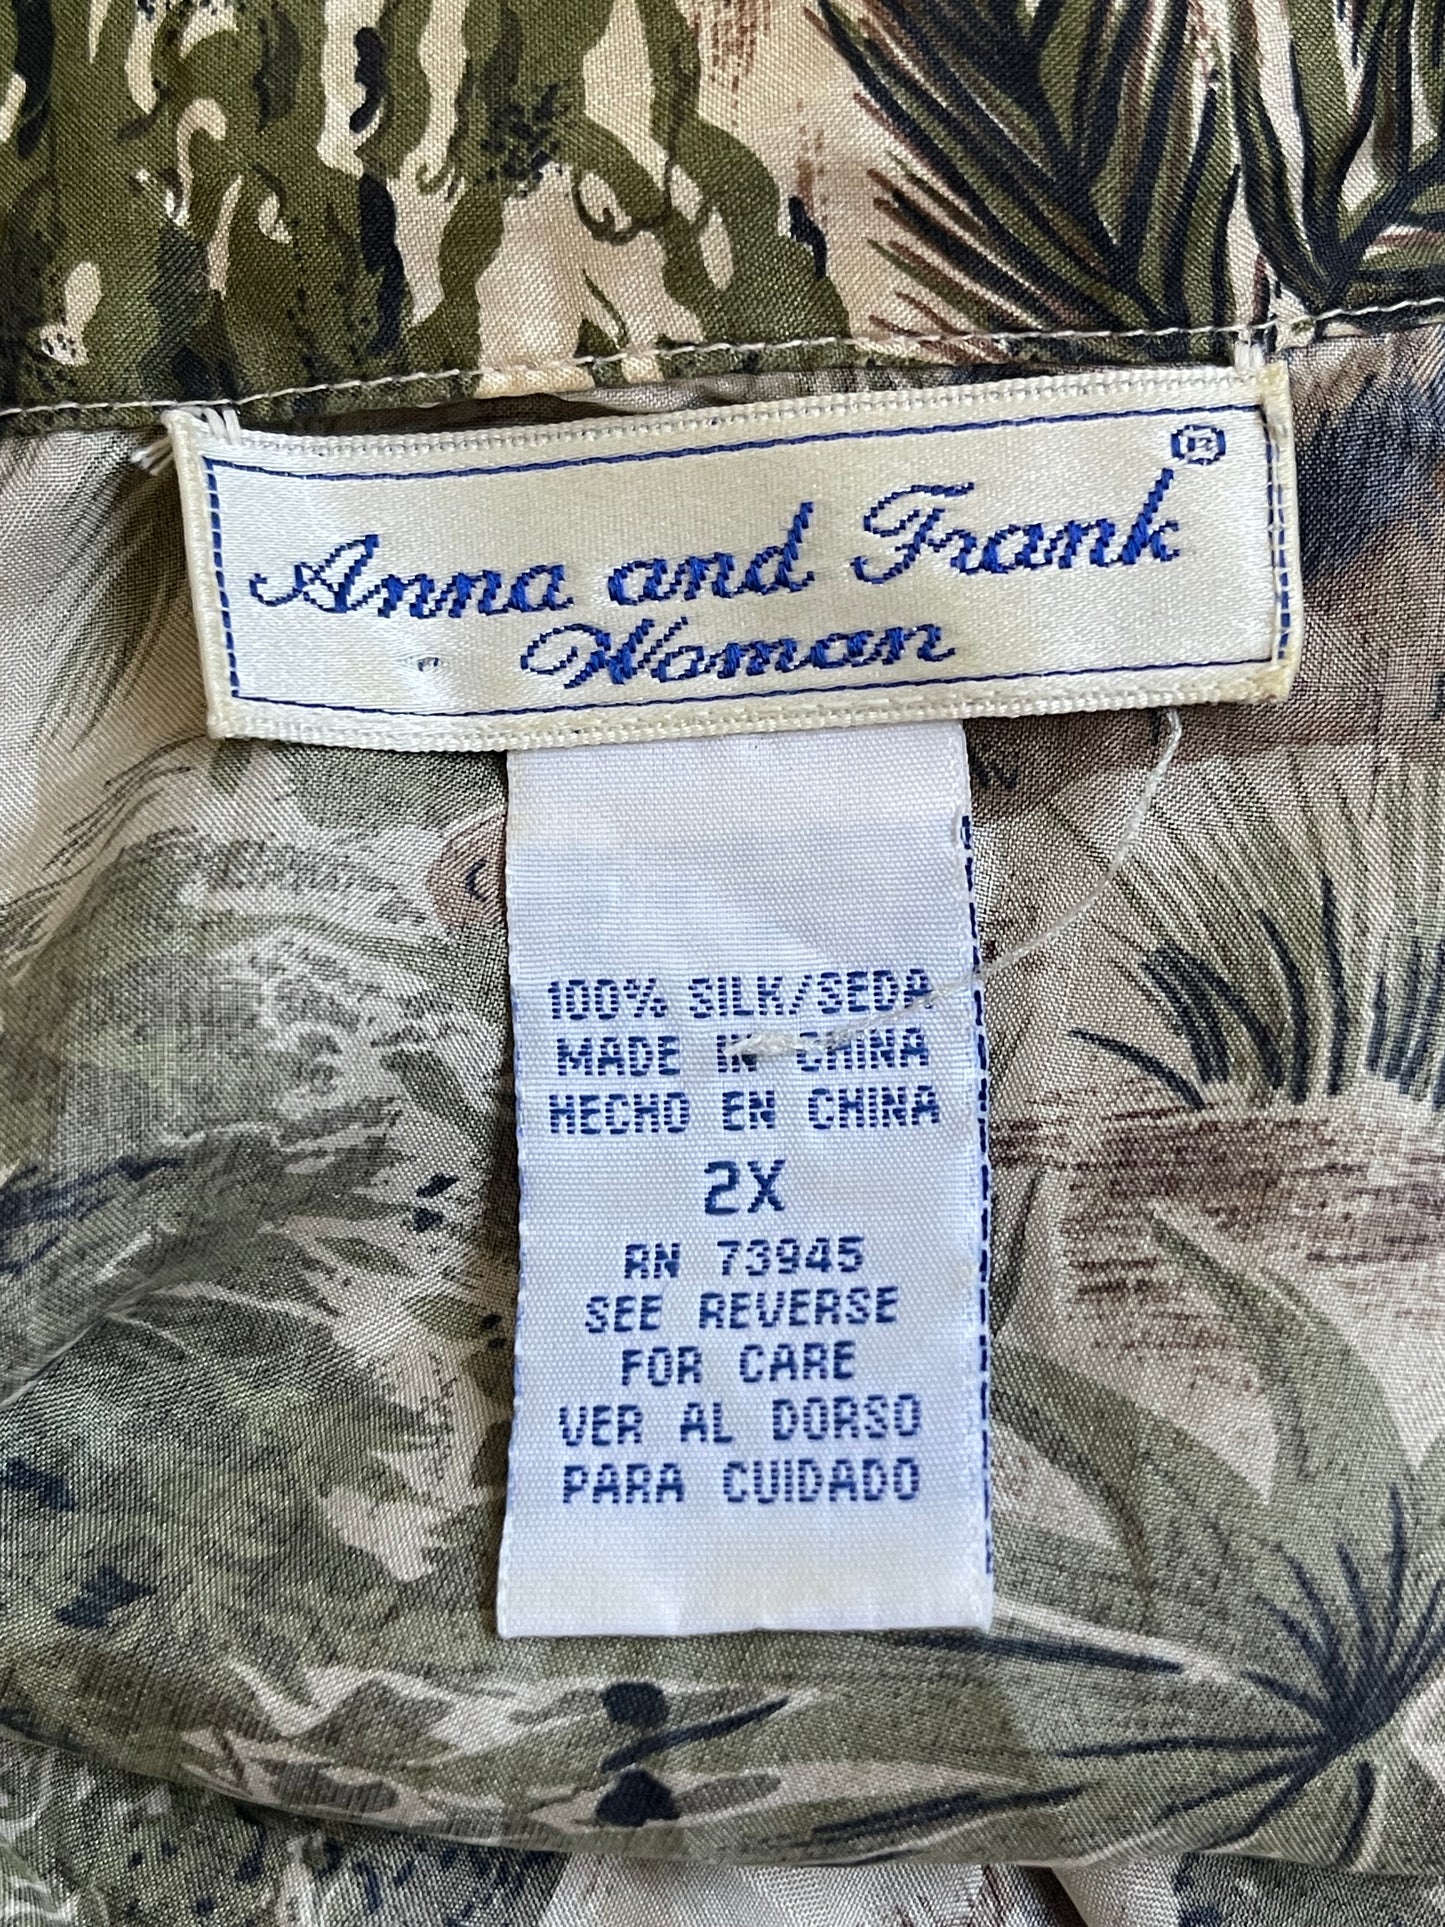 Anna and Frank®
Woman
100% SILK/SEDA
MADE IN CHINA
HECHO EN CHINA
2X
RN 73945
SEE REVERSE
FOR CARE
VER AL DORSO
PARA CUIDADO